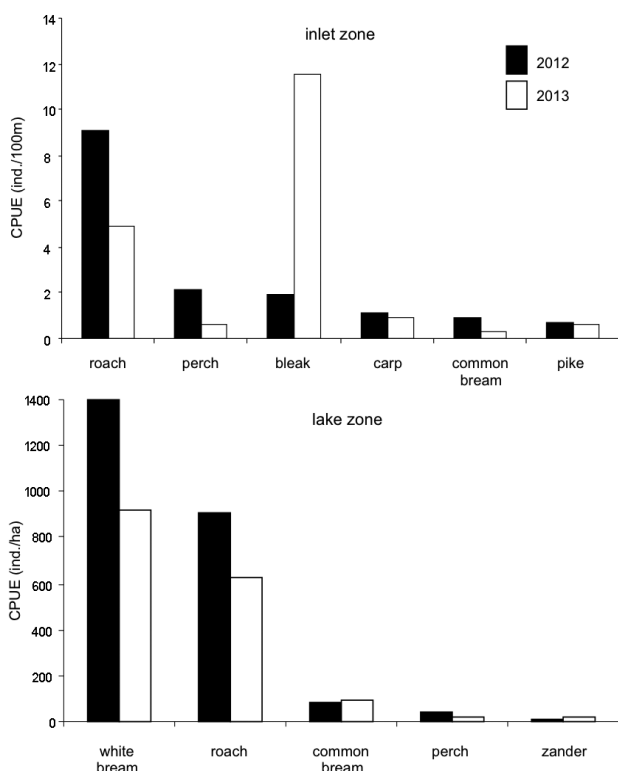 inlet zone
2012
2013
CPUE (ind./100m)
14
12
10
8
6
4
2
0
roach perch bleak carp common pike
bream
lake zone
CPUE (ind./ha)
1400
1200
1000
800
600
400
200
0
white roach common perch zander
bream bream